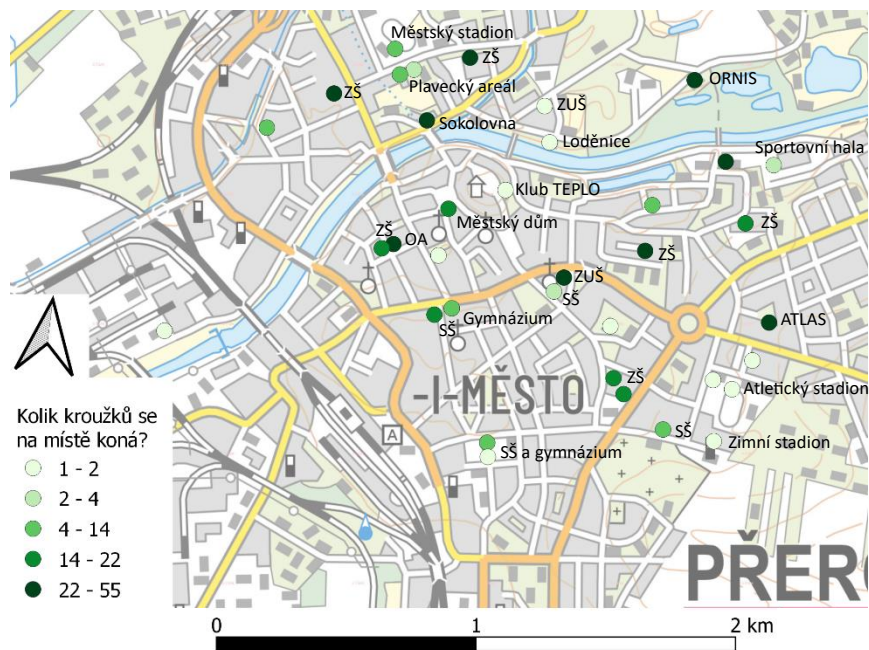 Městský stadion
ZŠ
Plavecký areál
ZŠ
ORNIS
ZUŠ
Sokolovna
Loděnice
Sportovní hala
Klub TEPLO
Městský dům
ZŠ
ZŠ
OA
ZŠ
ZUŠ
SŠ
Gymnázium
SŠ
ATLAS
ZŠ
-I-MĚSTO
Atletický stadion
Kolik kroužků se
na místě koná?
A
SŠ
Zimní stadion
SŠ a gymnázium
1 - 2
2 - 4
4 - 14
14 - 22
22 - 55
PŘERO
0 1 2 km